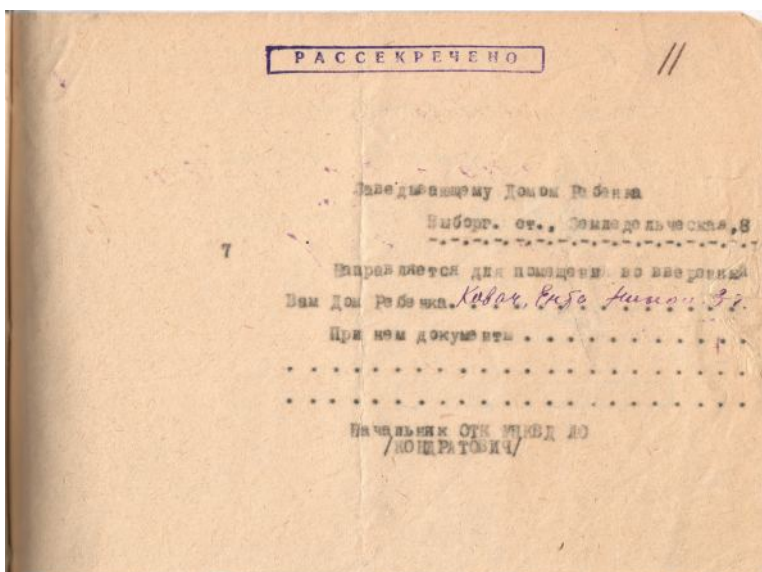 РАССЕКРЕЧЕНО
11
Заведывающему Домом Ребенка
Выборг. ст., Земледельческая,8
7
Направляется для помещения во вверенный
Вам Дом Ребенка. Ковач,
При нем документы . . . . . . . . . . . .
Начальник ОТК УНКВД ЛО
/КОНДРАТОВИЧ/